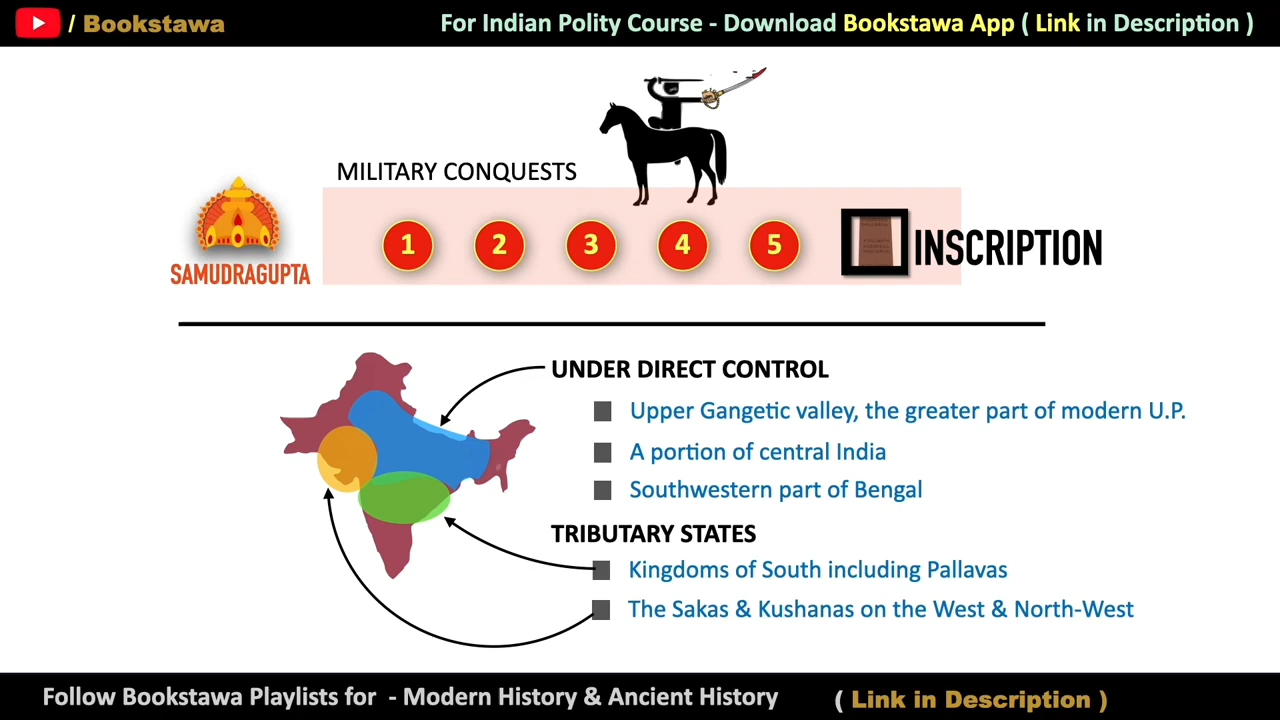 / Bookstawa
For Indian Polity Course - Download Bookstawa App ( Link in Description )
MILITARY CONQUESTS
1 2 3 4 5
INSCRIPTION
SAMUDRAGUPTA
UNDER DIRECT CONTROL
Upper Gangetic valley, the greater part of modern U.P.
A portion of central India
Southwestern part of Bengal
TRIBUTARY STATES
Kingdoms of South including Pallavas
The Sakas & Kushanas on the West & North-West
Follow Bookstawa Playlists for - Modern History & Ancient History ( Link in Description )